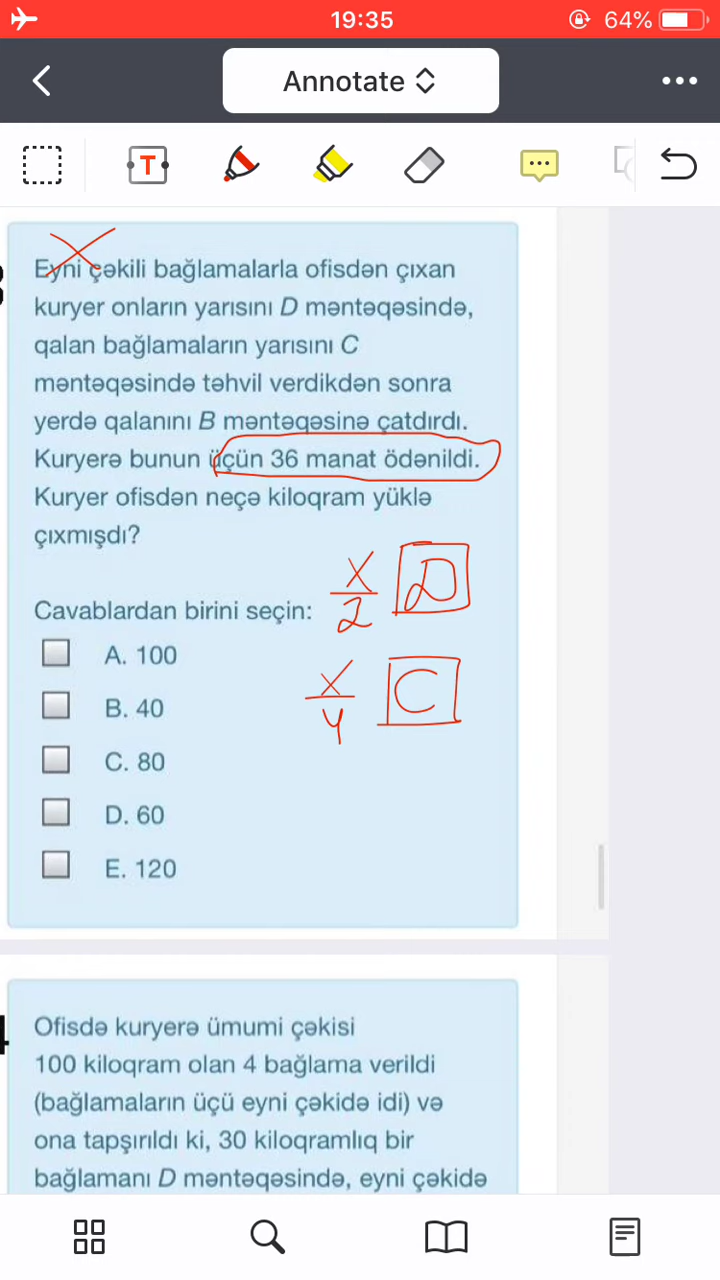 19:35
64%
Annotate
T
Eyni çəkili bağlamalarla ofisdən çıxan
kuryer onların yarısını D məntəqəsində,
qalan bağlamaların yarısını C
məntəqəsində təhvil verdikdən sonra
yerdə qalanını B məntəqəsinə çatdırdı.
Kuryerə bunun üçün 36 manat ödənildi.
Kuryer ofisdən neçə kiloqram yüklə
çıxmışdı?
x/2 D
Cavablardan birini seçin:
A. 100
x/4 C
B. 40
C. 80
D. 60
E. 120
Ofisdə kuryerə ümumi çəkisi
100 kiloqram olan 4 bağlama verildi
(bağlamaların üçü eyni çəkidə idi) və
ona tapşırıldı ki, 30 kiloqramlıq bir
bağlamanı D məntəqəsində, eyni çəkidə